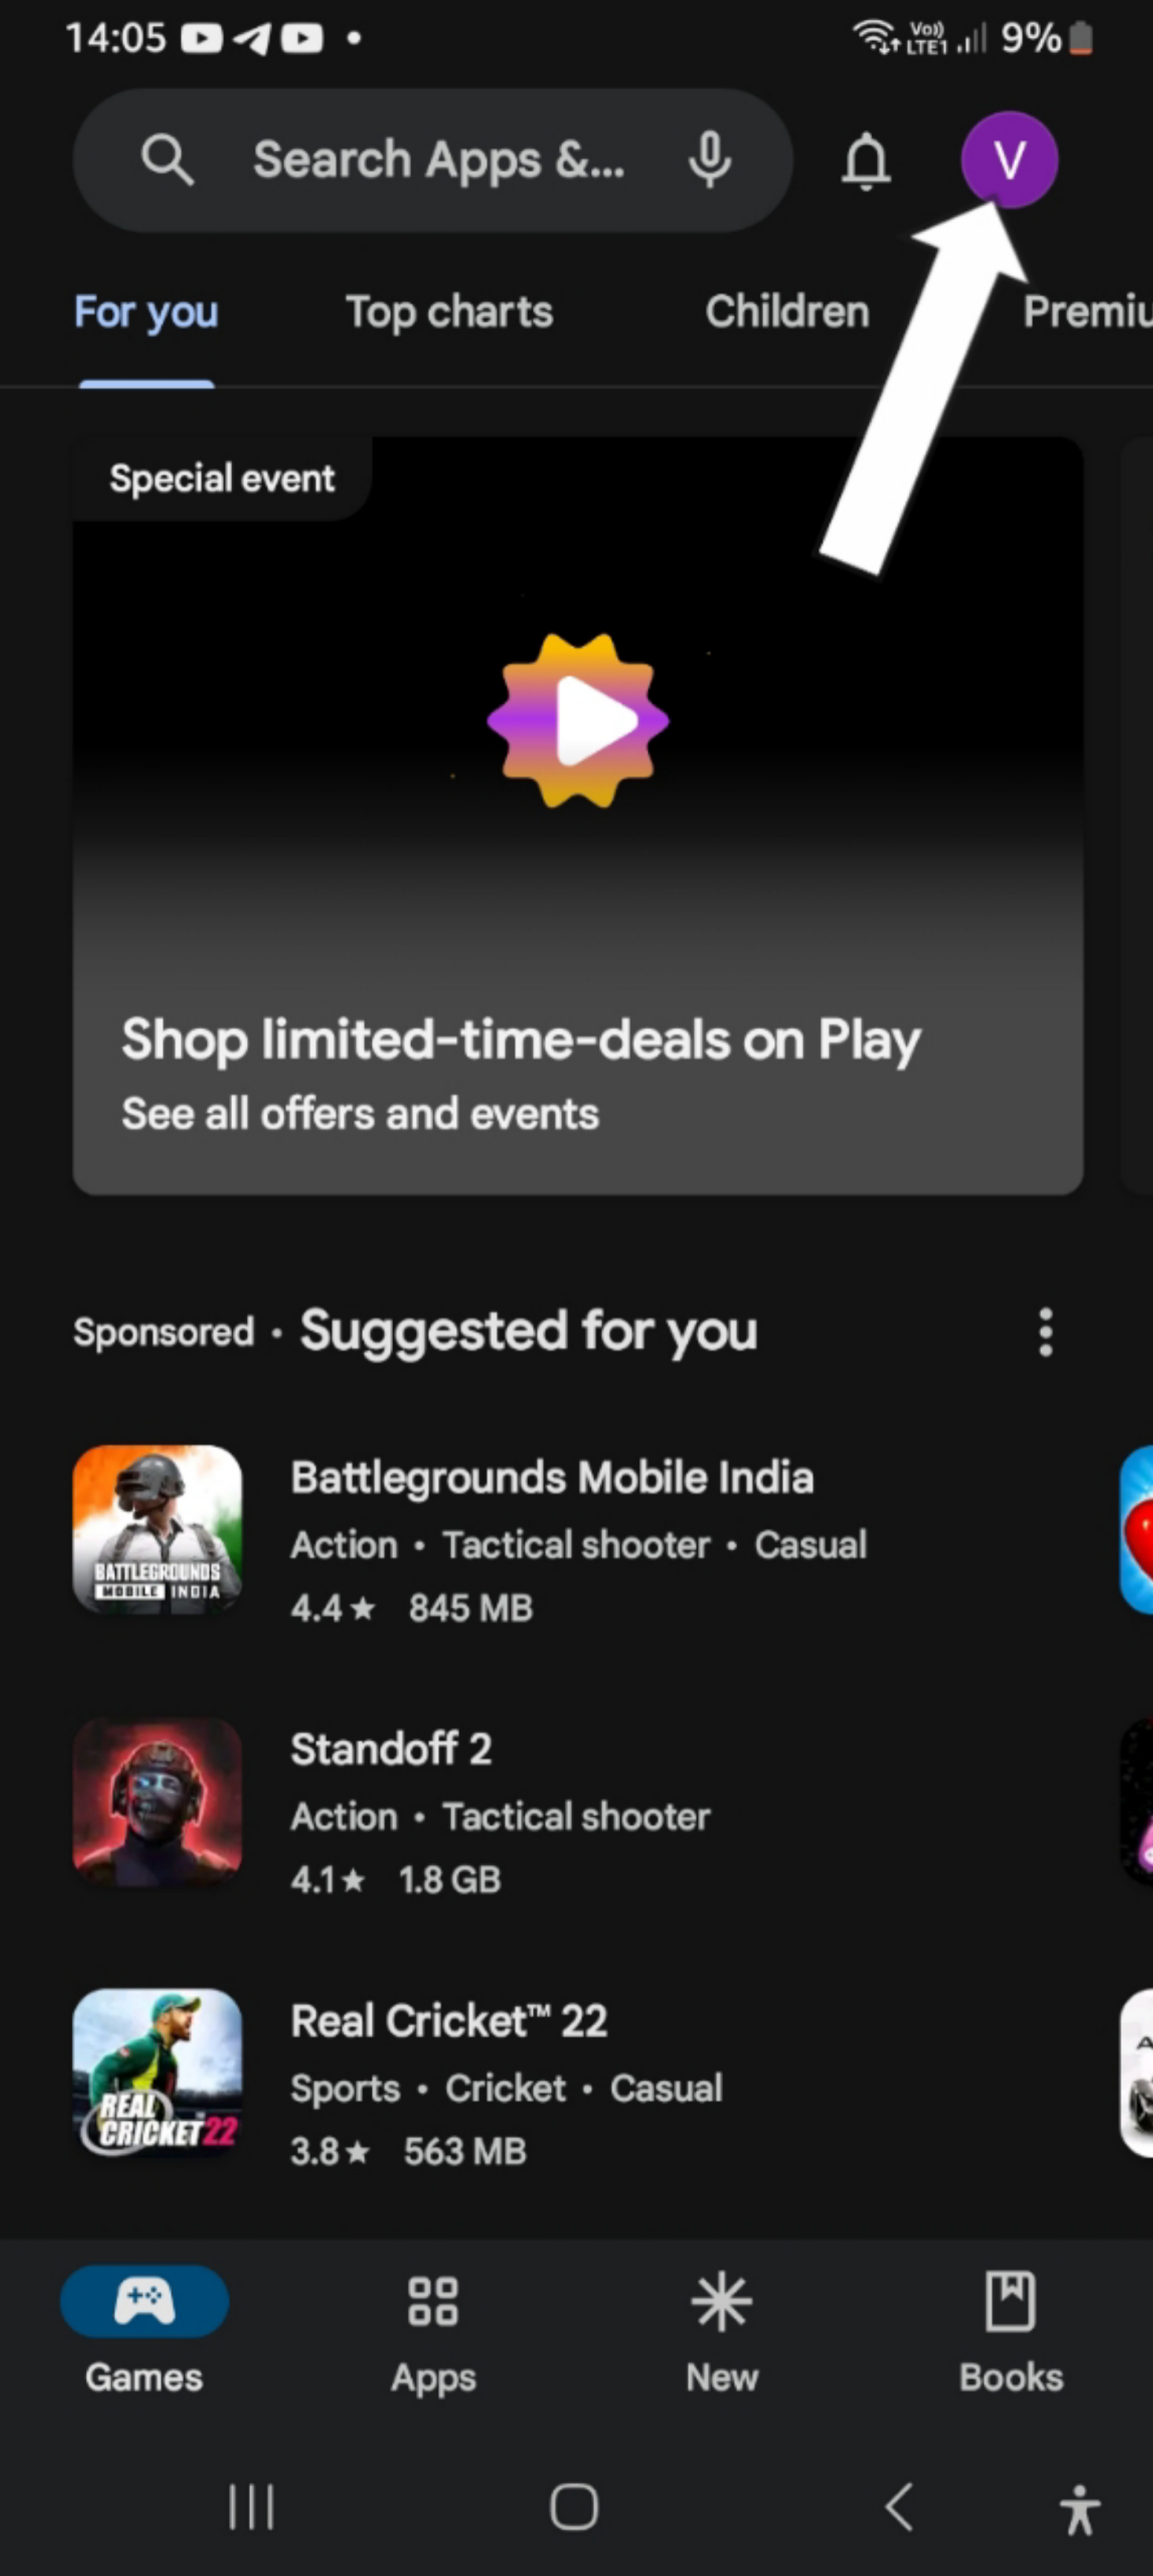 14:05
Vo))
LTE1
9%
Search Apps &...
V
For you
Top charts
Children
Premiu
Special event
Shop limited-time-deals on Play
See all offers and events
Sponsored • Suggested for you
BATTLEGROUNDS
MOBILE INDIA
Battlegrounds Mobile India
Action • Tactical shooter • Casual
4.4★ 845 MB
Standoff 2
Action • Tactical shooter
4.1★ 1.8 GB
REAL
CRICKET 22
Real Cricket™ 22
Sports • Cricket • Casual
3.8★ 563 MB
A
Games
Apps
New
Books